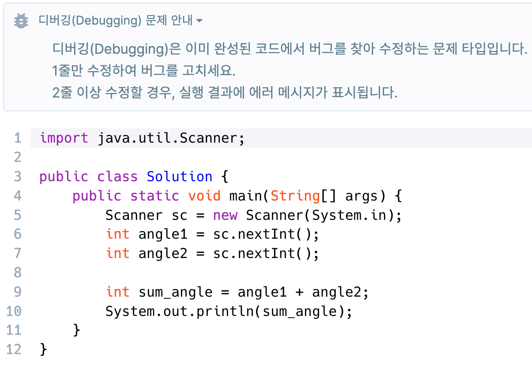 디버깅(Debugging) 문제 안내
디버깅(Debugging)은 이미 완성된 코드에서 버그를 찾아 수정하는 문제 타입입니다.
1줄만 수정하여 버그를 고치세요.
2줄 이상 수정할 경우, 실행 결과에 에러 메시지가 표시됩니다.
1 import java.util.Scanner;
2
3 public class Solution {
4     public static void main(String[] args) {
5         Scanner sc = new Scanner(System.in);
6         int angle1 = sc.nextInt();
7         int angle2 = sc.nextInt();
8
9         int sum_angle = angle1 + angle2;
10         System.out.println(sum_angle);
11     }
12 }